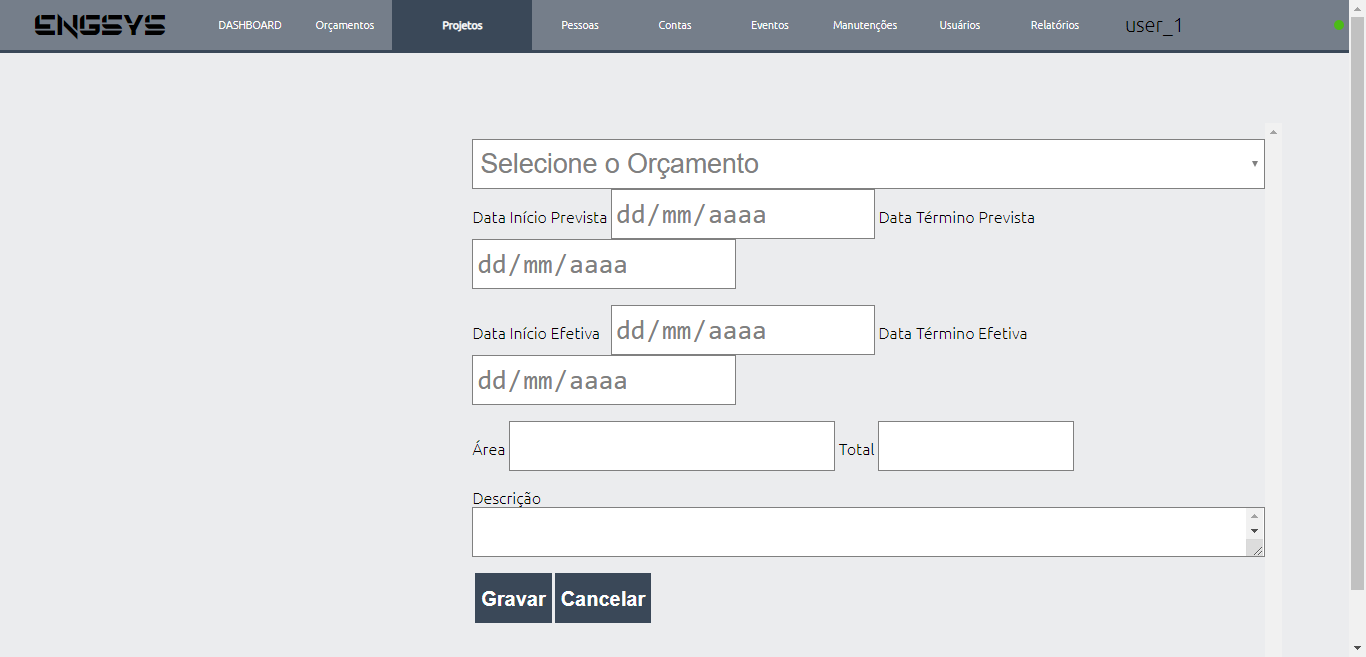 ENGSYS DASHBOARD Orçamentos Projetos Pessoas Contas Eventos Manutenções Usuários Relatórios user_1
Selecione o Orçamento
Data Início Prevista dd/mm/aaaa Data Término Prevista
dd/mm/aaaa
Data Início Efetiva dd/mm/aaaa Data Término Efetiva
dd/mm/aaaa
Área Total
Descrição
Gravar Cancelar